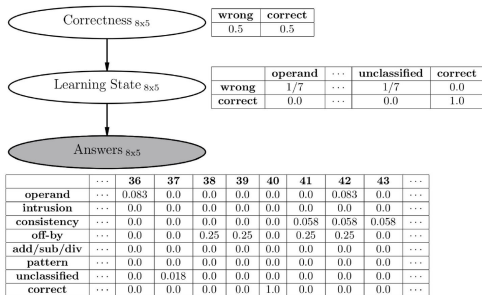 Correctness 8x5
wrong correct
0.5 0.5
Learning State 8x5
operand ··· unclassified correct
wrong 1/7 ··· 1/7 0.0
correct 0.0 ··· 0.0 1.0
Answers 8x5
··· 36 37 38 39 40 41 42 43 ···
operand ··· 0.083 0.0 0.0 0.0 0.0 0.0 0.083 0.0 ···
intrusion ··· 0.0 0.0 0.0 0.0 0.0 0.0 0.0 0.0 ···
consistency ··· 0.0 0.0 0.0 0.0 0.0 0.058 0.058 0.058 ···
off-by ··· 0.0 0.0 0.25 0.25 0.0 0.25 0.25 0.0 ···
add/sub/div ··· 0.0 0.0 0.0 0.0 0.0 0.0 0.0 0.0 ···
pattern ··· 0.0 0.0 0.0 0.0 0.0 0.0 0.0 0.0 ···
unclassified ··· 0.0 0.018 0.0 0.0 0.0 0.0 0.0 0.0 ···
correct ··· 0.0 0.0 0.0 0.0 1.0 0.0 0.0 0.0 ···